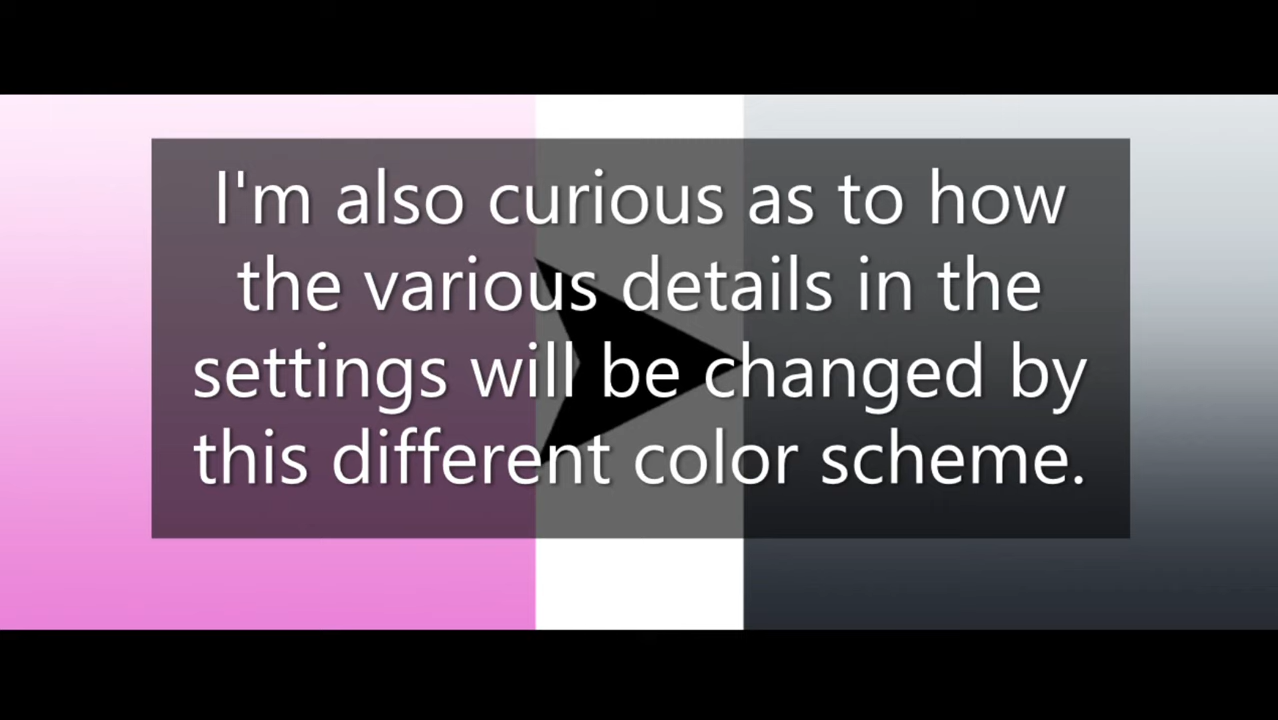 I'm also curious as to how
the various details in the
settings will be changed by
this different color scheme.